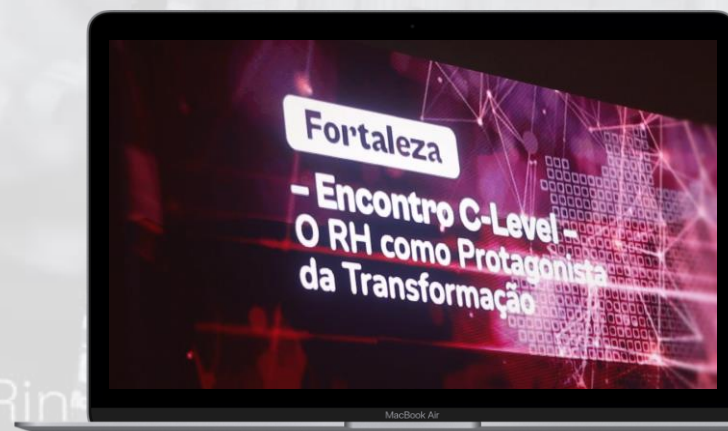 Fortaleza
– Encontro C-Level –
O RH como Protagonista
da Transformação
MacBook Air